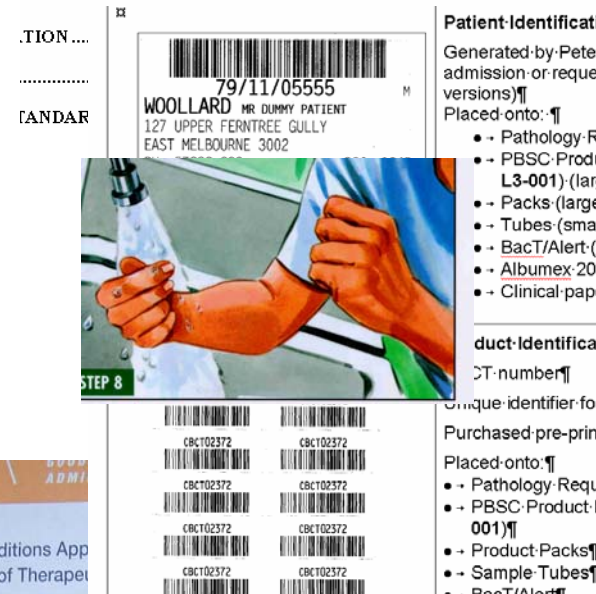 .TION ....
................
TANDAR
79/11/05555
M
WOOLLARD MR DUMMY PATIENT
127 UPPER FERNTREE GULLY
EAST MELBOURNE 3002
Patient·Identificati
Generated·by·Pete
admission·or·reque
versions)¶
Placed·onto:·¶
Pathology·R
PBSC·Produ
L3-001)·(lar
Packs·(large
Tubes·(sma
BacT/Alert·(
Albumex·20
Clinical·pap
STEP 8
duct·Identifica
CT·number¶
unique·identifier·fo
Purchased·pre-prin
Placed·onto:¶
Pathology·Requ
PBSC·Product·
001)¶
Product·Packs¶
Sample·Tubes¶
BacT/Alert¶
CBCT02372 CBCT02372
CBCT02372 CBCT02372
CBCT02372 CBCT02372
CBCT02372 CBCT02372
GOOD
ADMI
ditions App
of Therapeu